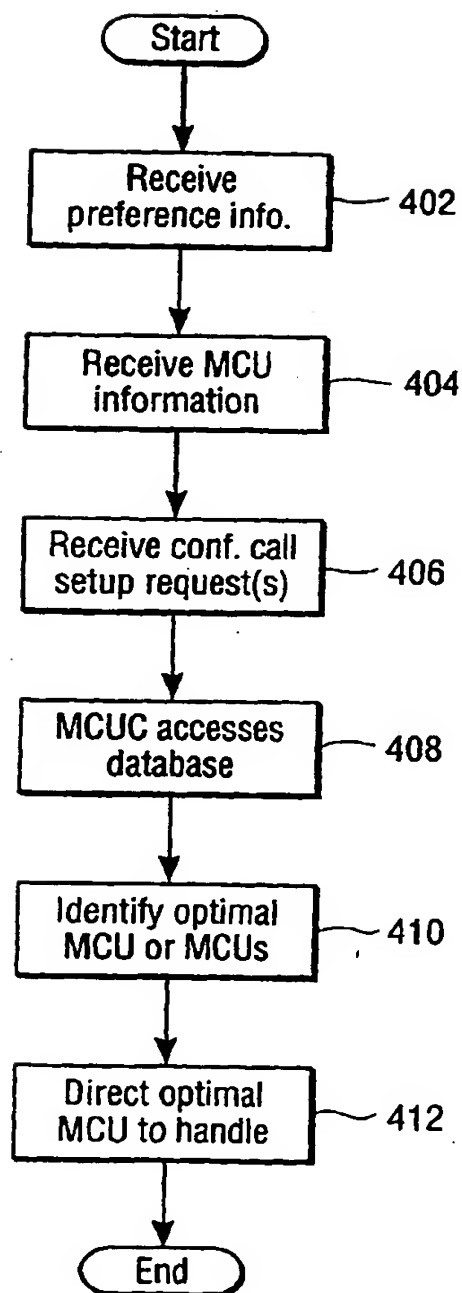 Start
Receive
preference info.
402
Receive MCU
information
404
Receive conf. call
setup request(s)
406
MCUC accesses
database
408
Identify optimal
MCU or MCUs
410
Direct optimal
MCU to handle
412
End